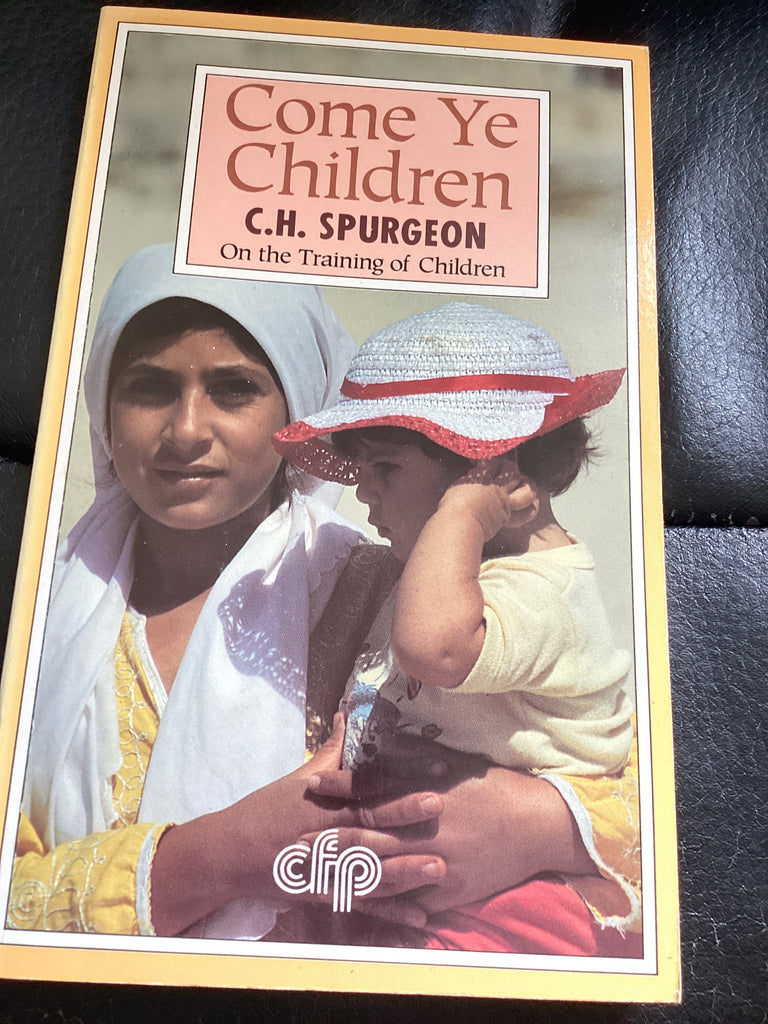 Come Ye
Children
C.H. SPURGEON
On the Training of Children
cfp